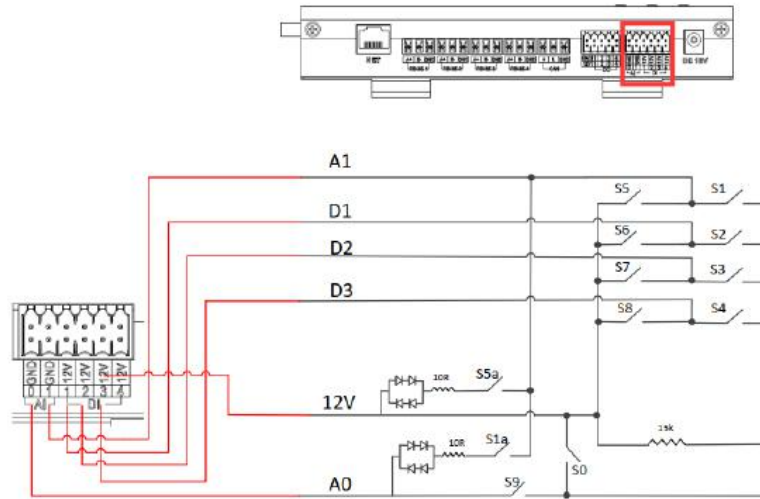 NET
DC 12V
A1
S5 S1
D1
S6 S2
D2
S7 S3
D3
S8 S4
GND GND 12V 12V 12V 12V
0 1 1 2 3 4
AI DI
10R S5a
12V
15k
10R S1a
S0
A0
S9